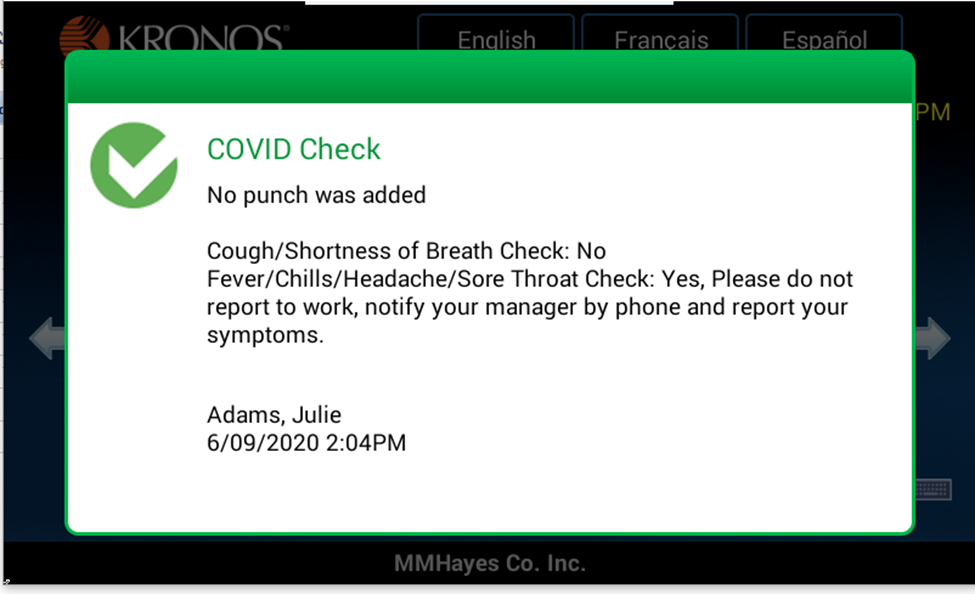 KRONOS®
English
Français
Español
PM
COVID Check
No punch was added
Cough/Shortness of Breath Check: No
Fever/Chills/Headache/Sore Throat Check: Yes, Please do not
report to work, notify your manager by phone and report your
symptoms.
Adams, Julie
6/09/2020 2:04PM
MMHayes Co. Inc.